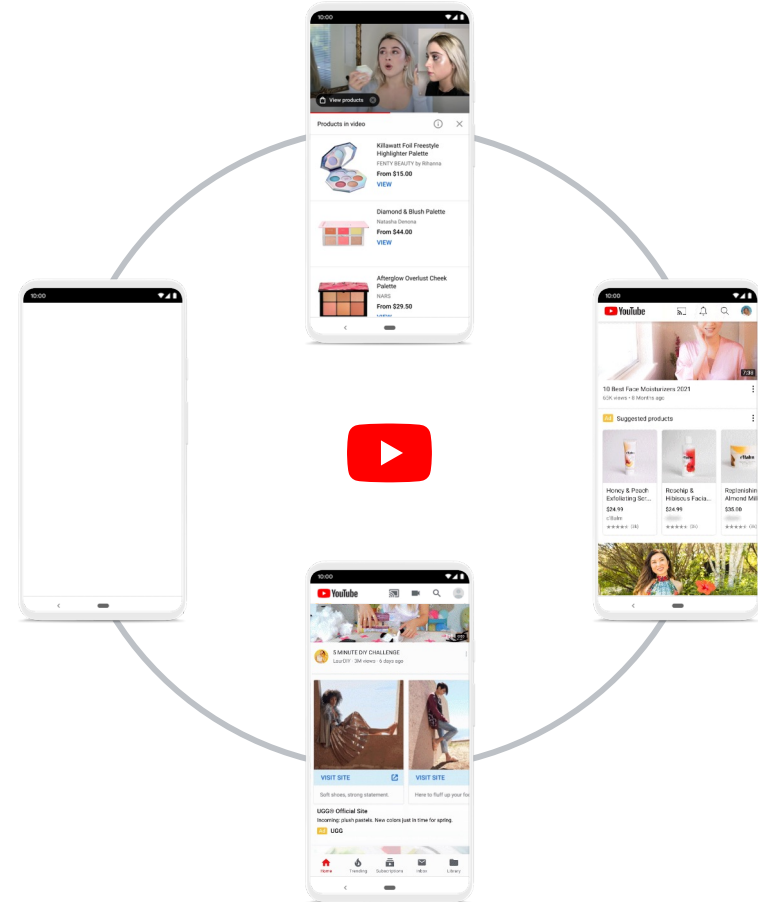 10:00
View products
Products in video
Killawatt Foil Freestyle
Highlighter Palette
FENTY BEAUTY by Rihanna
From $15.00
VIEW
Diamond & Blush Palette
Natasha Denona
From $44.00
VIEW
Afterglow Overlust Cheek
Palette
NARS
From $29.50
VIEW
10:00
10:00
YouTube
7:39
10 Best Face Moisturizers 2021
63K views • 8 Months ago
Ad Suggested products
Honey & Peach
Exfoliating Scr...
$24.99
Rosehip &
Hibiscus Facia...
$24.99
Replenishin
Almond Mil
$35.00
10:00
YouTube
5 MINUTE DIY CHALLENGE
LaurDIY · 2M views · 6 days ago
VISIT SITE
Soft shoes, strong statement.
VISIT SITE
Here to fluff up your fee
UGG® Official Site
Incoming: plush pastels. New colors just in time for spring.
Ad UGG
Home
Trending
Subscriptions
Inbox
Library